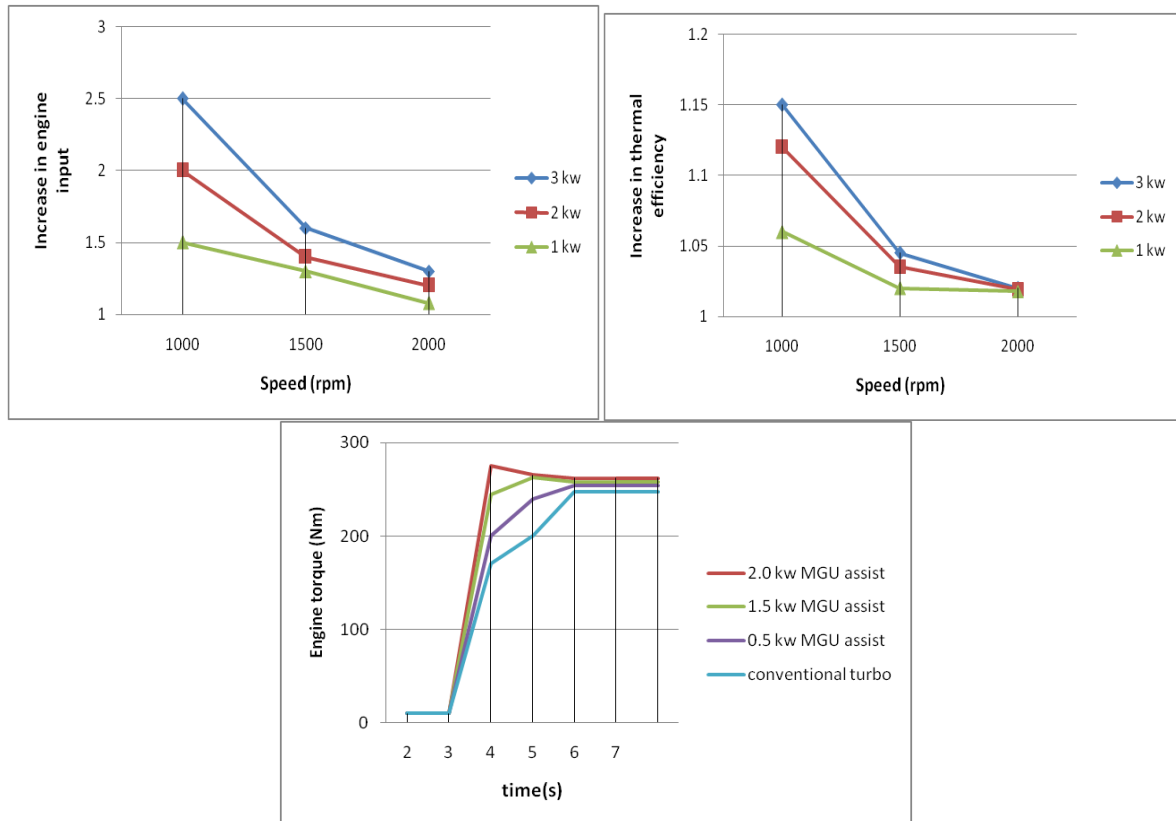 3
2.5
2
1.5
1
Increase in engine
input
1000 1500 2000
Speed (rpm)
3 kw
2 kw
1 kw
1.2
1.15
1.1
1.05
1
Increase in thermal
efficiency
1000 1500 2000
Speed (rpm)
3 kw
2 kw
1 kw
300
200
100
0
Engine torque (Nm)
2 3 4 5 6 7
time(s)
2.0 kw MGU assist
1.5 kw MGU assist
0.5 kw MGU assist
conventional turbo